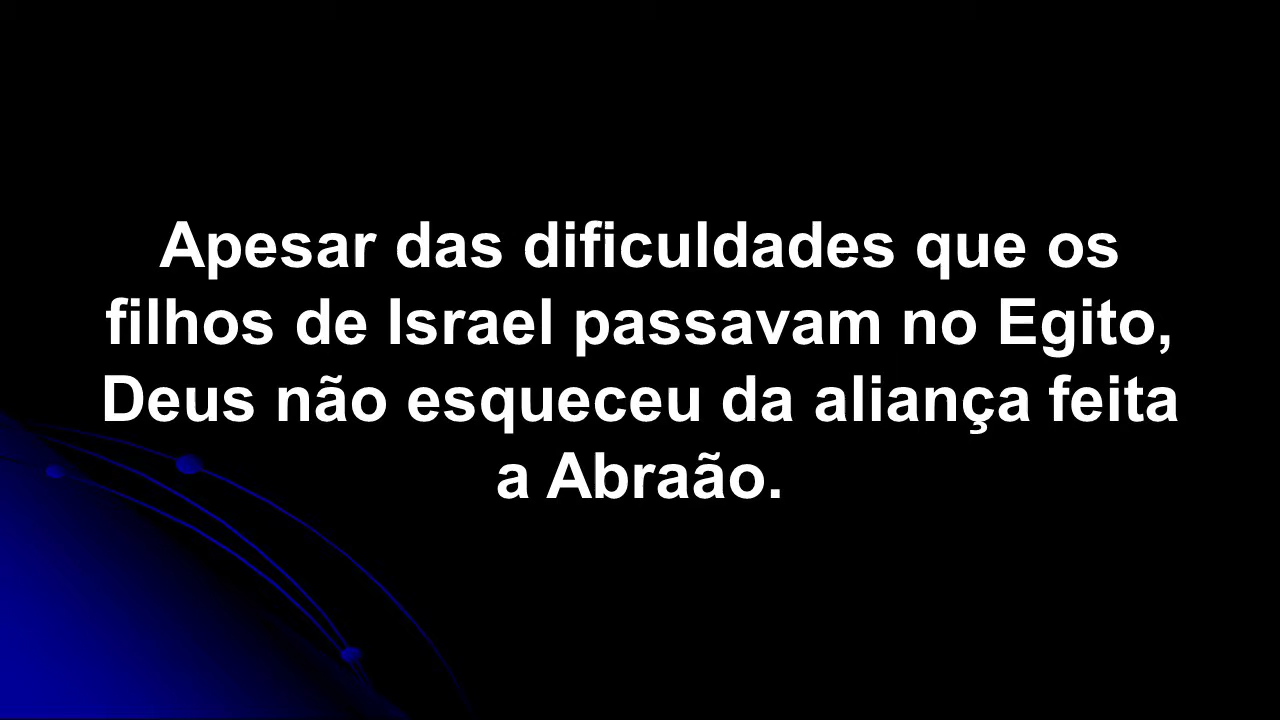 Apesar das dificuldades que os
filhos de Israel passavam no Egito,
Deus não esqueceu da aliança feita
a Abraão.